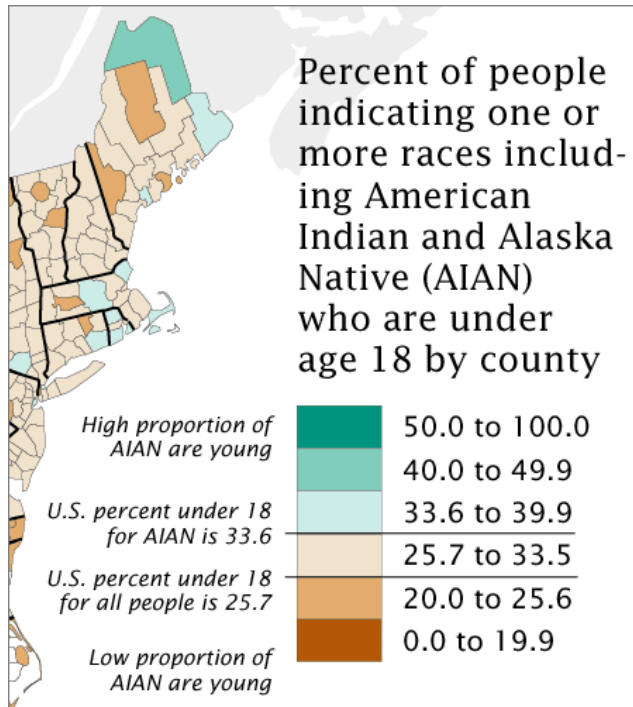 Percent of people
indicating one or
more races includ-
ing American
Indian and Alaska
Native (AIAN)
who are under
age 18 by county
High proportion of
AIAN are young
50.0 to 100.0
40.0 to 49.9
U.S. percent under 18
for AIAN is 33.6
33.6 to 39.9
25.7 to 33.5
U.S. percent under 18
for all people is 25.7
20.0 to 25.6
0.0 to 19.9
Low proportion of
AIAN are young